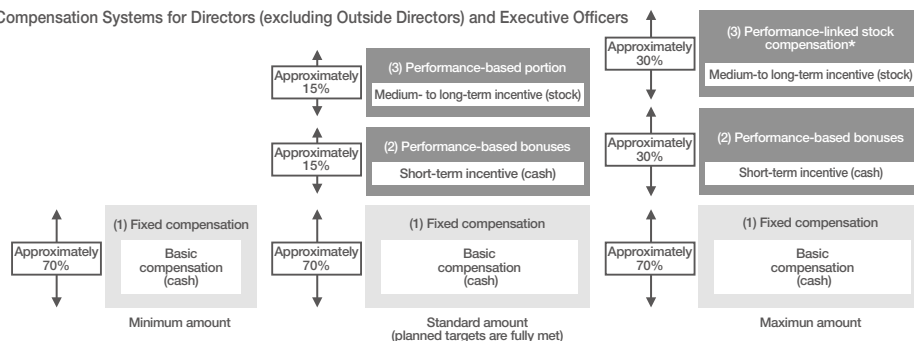 Compensation Systems for Directors (excluding Outside Directors) and Executive Officers
Approximately
15%
(3) Performance-based portion
Medium- to long-term incentive (stock)
Approximately
30%
(3) Performance-linked stock
compensation*
Medium-to long-term incentive (stock)
Approximately
15%
(2) Performance-based bonuses
Short-term incentive (cash)
Approximately
30%
(2) Performance-based bonuses
Short-term incentive (cash)
Approximately
70%
(1) Fixed compensation
Basic
compensation
(cash)
Approximately
70%
(1) Fixed compensation
Basic
compensation
(cash)
Approximately
70%
(1) Fixed compensation
Basic
compensation
(cash)
Minimum amount
Standard amount
(planned targets are fully met)
Maximun amount